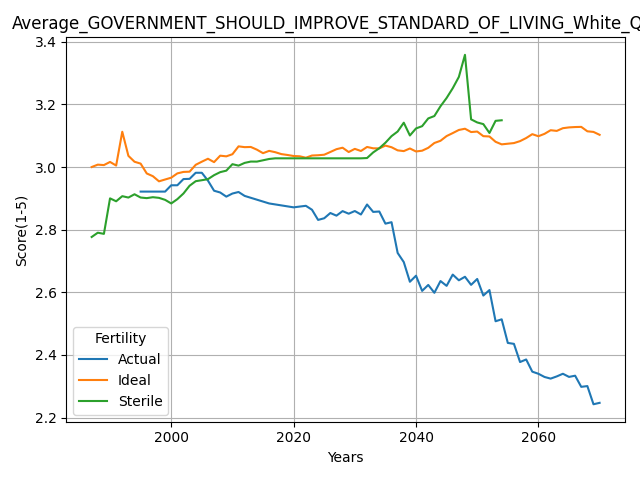 Average_GOVERNMENT_SHOULD_IMPROVE_STANDARD_OF_LIVING_White_Q
3.4
3.2
3.0
2.8
2.6
2.4
2.2
Score(1-5)
Fertility
Actual
Ideal
Sterile
2000
2020
2040
2060
Years